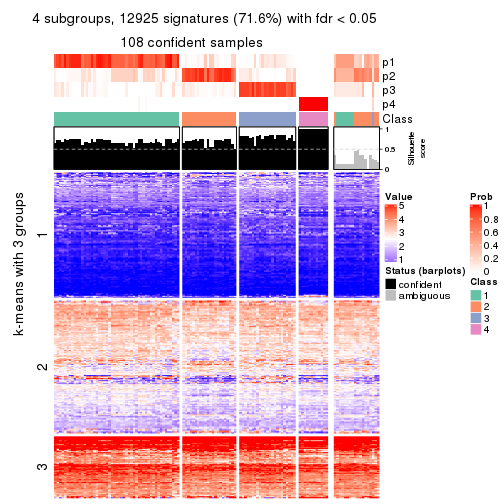 4 subgroups, 12925 signatures (71.6%) with fdr < 0.05
108 confident samples
p1
p2
p3
p4
Class
1
0.5
0
Silhouette
score
k-means with 3 groups
1
2
3
Value
5
4
3
2
1
Status (barplots)
confident
ambiguous
Prob
1
0.8
0.6
0.4
0.2
0
Class
1
2
3
4